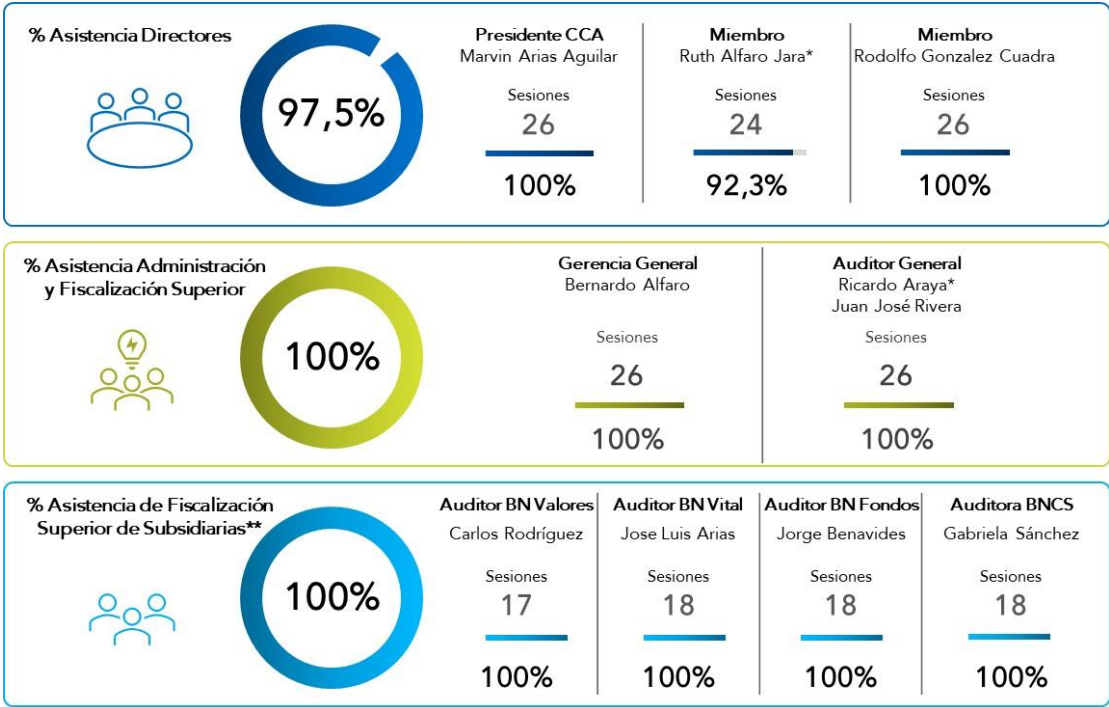 % Asistencia Directores
97,5%
Presidente CCA
Marvin Arias Aguilar
Sesiones
26
100%
Miembro
Ruth Alfaro Jara*
Sesiones
24
92,3%
Miembro
Rodolfo Gonzalez Cuadra
Sesiones
26
100%
% Asistencia Administración
y Fiscalización Superior
100%
Gerencia General
Bernardo Alfaro
Sesiones
26
100%
Auditor General
Ricardo Araya*
Juan José Rivera
Sesiones
26
100%
% Asistencia de Fiscalización
Superior de Subsidiarias**
100%
Auditor BN Valores
Carlos Rodríguez
Sesiones
17
100%
Auditor BN Vital
Jose Luis Arias
Sesiones
18
100%
Auditor BN Fondos
Jorge Benavides
Sesiones
18
100%
Auditora BNCS
Gabriela Sánchez
Sesiones
18
100%